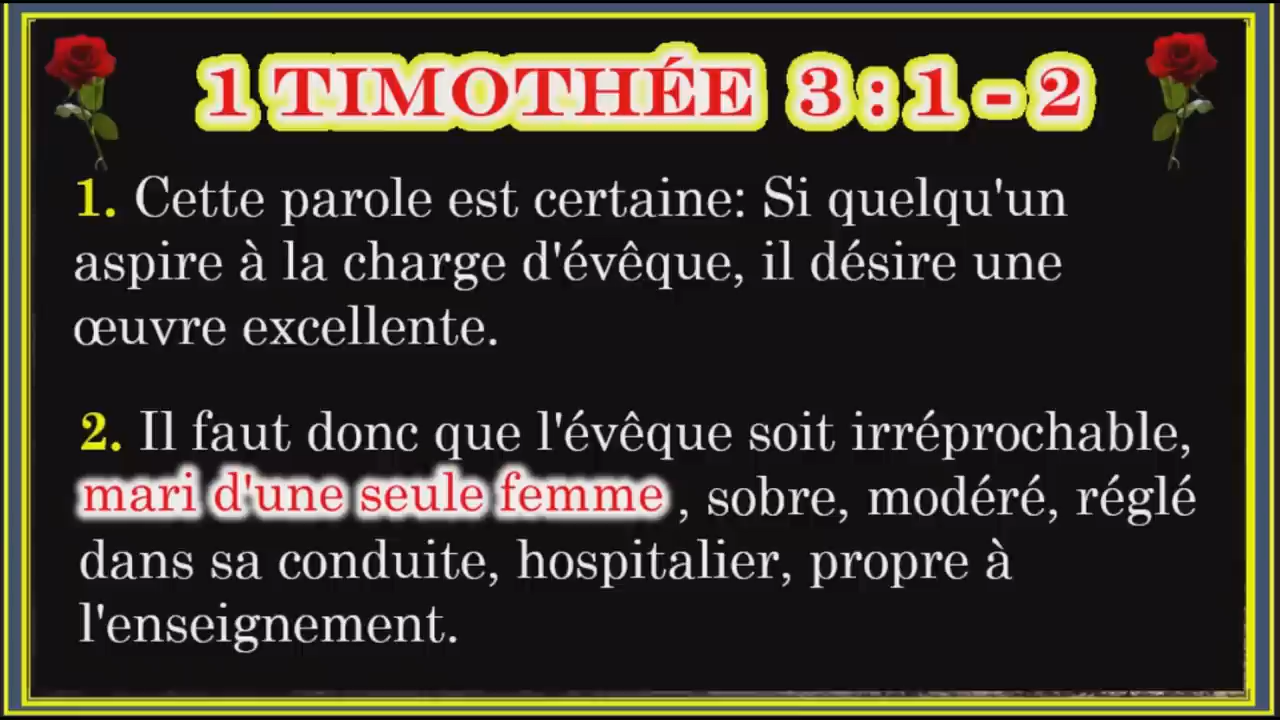 1 TIMOTHÉE 3 : 1 - 2
1. Cette parole est certaine: Si quelqu'un
aspire à la charge d'évêque, il désire une
œuvre excellente.
2. Il faut donc que l'évêque soit irréprochable,
mari d'une seule femme , sobre, modéré, réglé
dans sa conduite, hospitalier, propre à
l'enseignement.